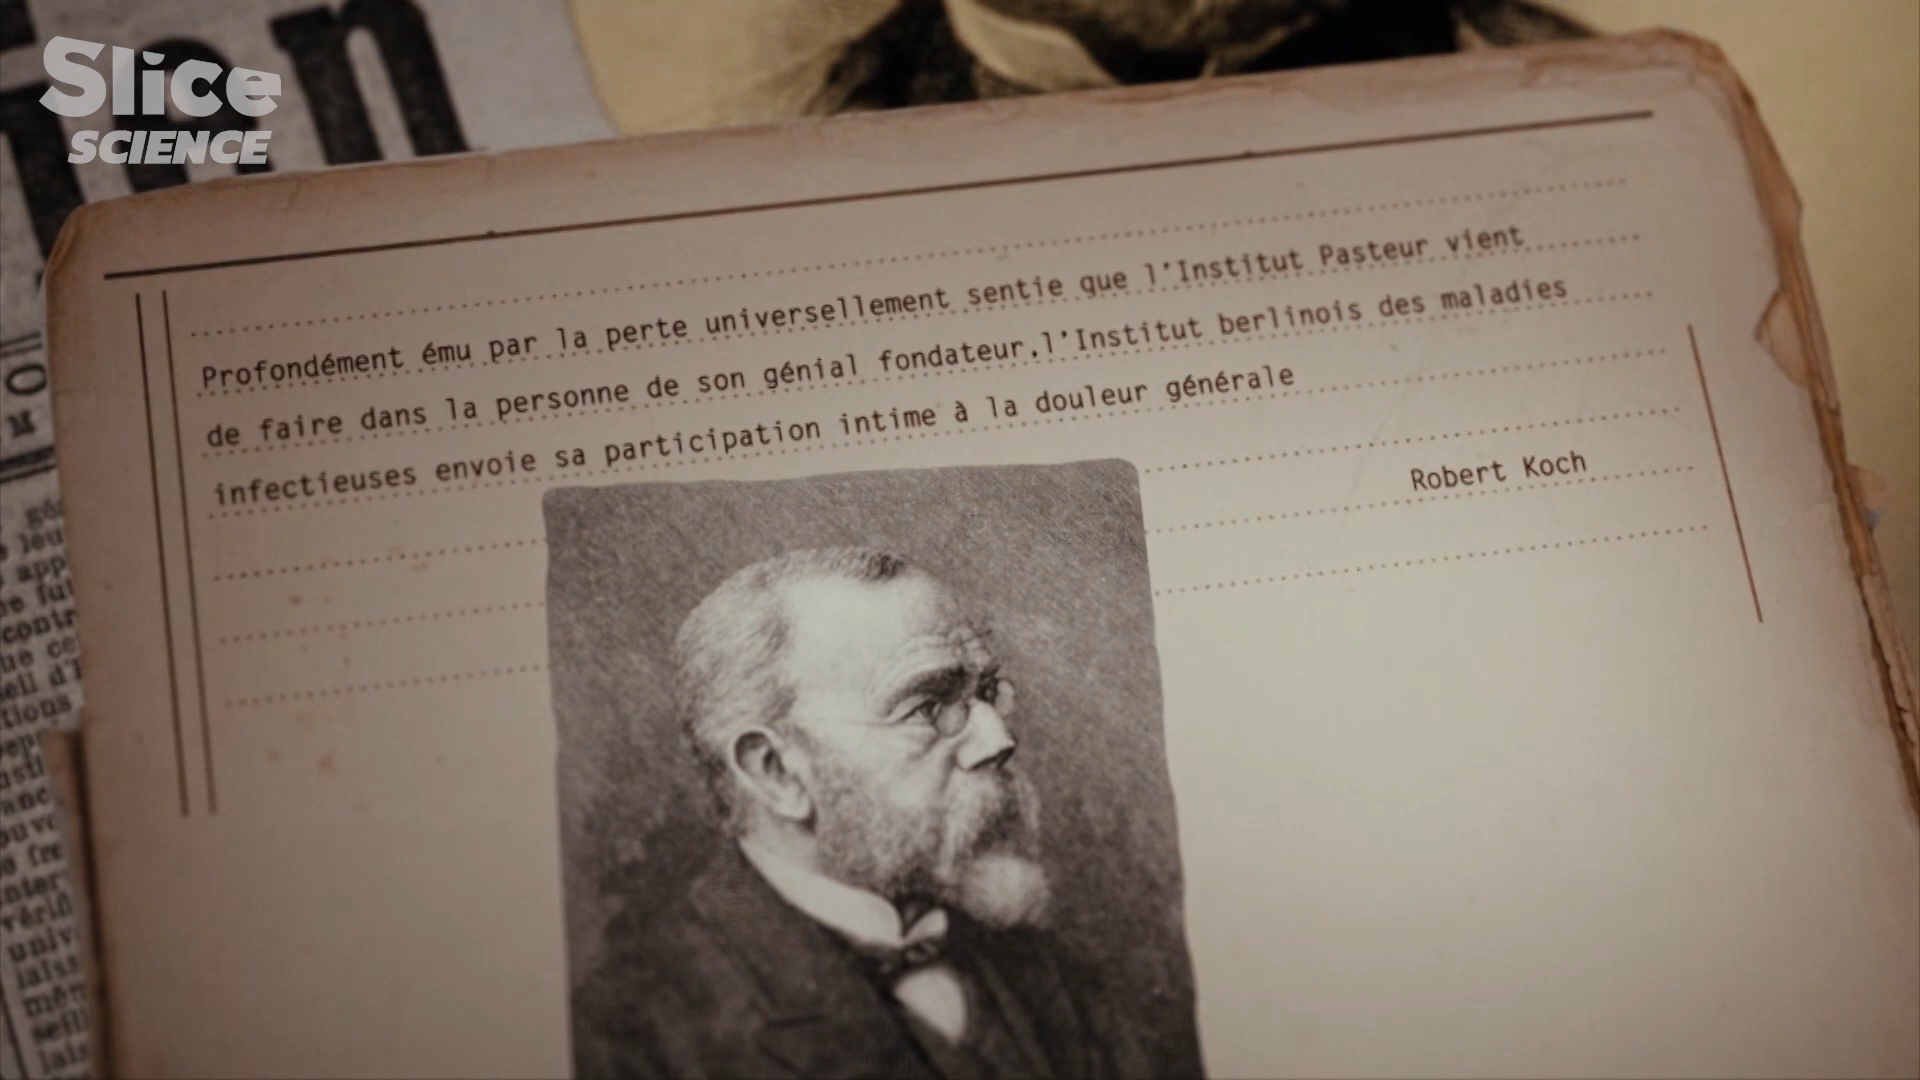 Slice
SCIENCE
Profondément ému par la perte universellement sentie que l'Institut Pasteur vient
de faire dans la personne de son génial fondateur,l'Institut berlinois des maladies
infectieuses envoie sa participation intime à la douleur générale
Robert Koch